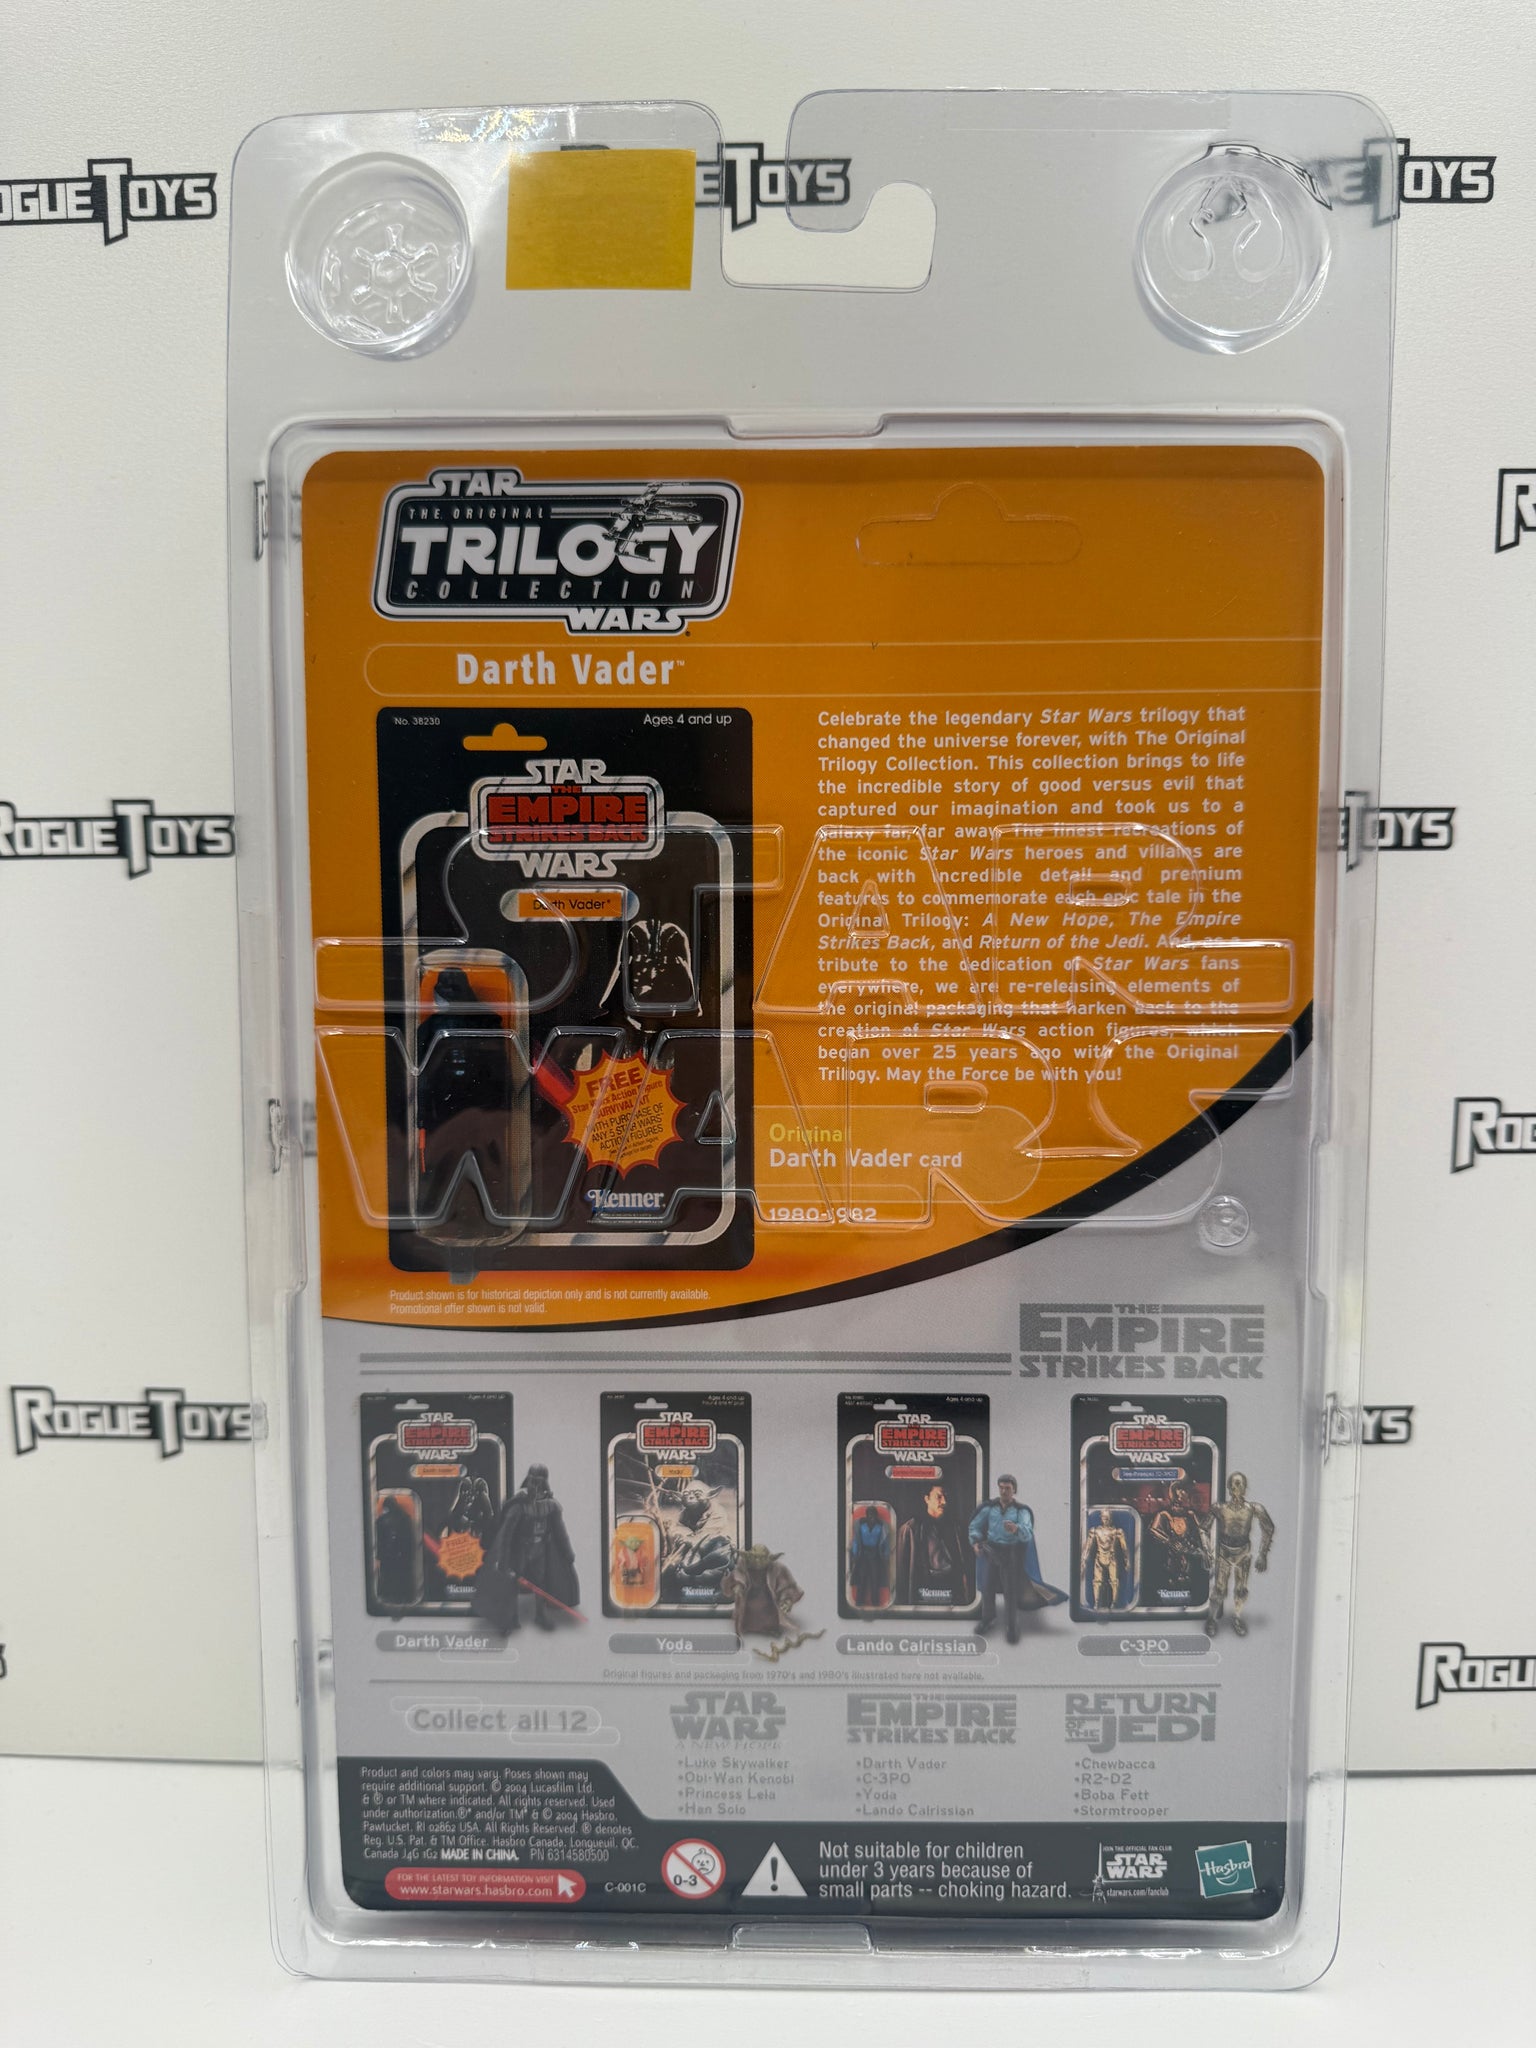 ROGUE TOYS
STAR
THE ORIGINAL
TRILOGY
COLLECTION
WARS
Darth Vader™
No. 38230
Ages 4 and up
STAR
THE
EMPIRE
STRIKES BACK
WARS
Darth Vader
FREE
Star Wars Action Figure
SURVIVAL KIT
WITH PURCHASE OF
ANY 5 STAR WARS
ACTION FIGURES
Kenner
Celebrate the legendary Star Wars trilogy that
changed the universe forever, with The Original
Trilogy Collection. This collection brings to life
the incredible story of good versus evil that
captured our imagination and took us to a
galaxy far, far away. The finest recreations of
the iconic Star Wars heroes and villains are
back with incredible detail and premium
features to commemorate each epic tale in the
Original Trilogy: A New Hope, The Empire
Strikes Back, and Return of the Jedi. And, as a
tribute to the dedication of Star Wars fans
everywhere, we are re-releasing elements of
the original packaging that harken back to the
creation of Star Wars action figures, which
began over 25 years ago with the Original
Trilogy. May the Force be with you!
STAR
WARS
Original
Darth Vader card
1980-1982
Product shown is for historical depiction only and is not currently available.
Promotional offer shown is not valid.
THE
EMPIRE
STRIKES BACK
Darth Vader
Yoda
Lando Calrissian
C-3PO
Original figures and packaging from 1970's and 1980's illustrated here not available.
Collect all 12
STAR
WARS
A NEW HOPE
•Luke Skywalker
•Obi-Wan Kenobi
•Princess Leia
•Han Solo
THE
EMPIRE
STRIKES BACK
•Darth Vader
•C-3PO
•Yoda
•Lando Calrissian
RETURN
OF THE JEDI
•Chewbacca
•R2-D2
•Boba Fett
•Stormtrooper
Product and colors may vary. Poses shown may
require additional support. © 2004 Lucasfilm Ltd.
& ® or TM where indicated. All rights reserved. Used
under authorization.®* and/or TM* & © 2004 Hasbro,
Pawtucket, RI 02862 USA. All Rights Reserved. ® denotes
Reg. U.S. Pat. & TM Office. Hasbro Canada, Longueuil, QC,
Canada J4G 1G2 MADE IN CHINA. PN 6314580500
FOR THE LATEST TOY INFORMATION VISIT
www.starwars.hasbro.com
C-001C
0-3
Not suitable for children
under 3 years because of
small parts -- choking hazard.
JOIN THE OFFICIAL FAN CLUB
STAR
WARS
starwars.com/fanclub
Hasbro